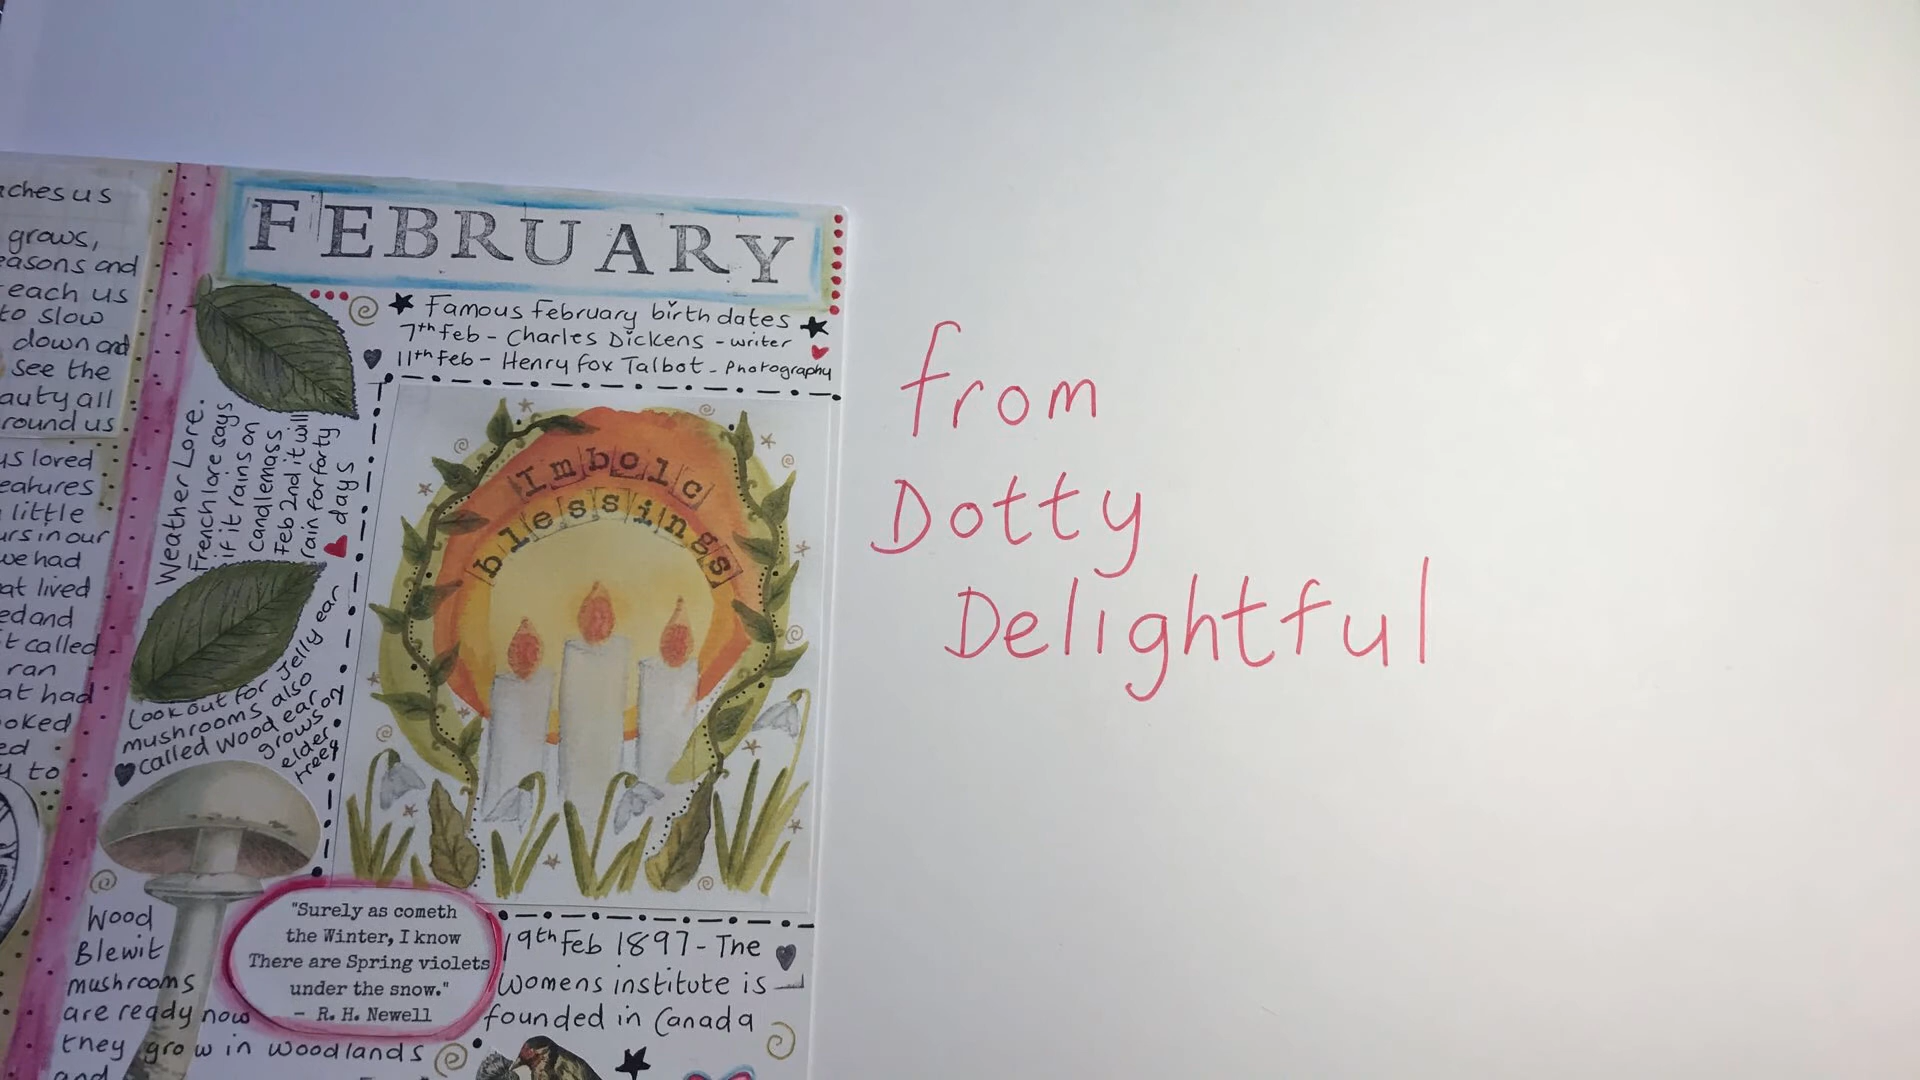 aches us
grows,
easons and
each us
to slow
down and
see the
auty all
round us
us loved
eatures
little
urs in our
we had
at lived
ed and
it called
ran
at had
ooked
ed
y to
FEBRUARY
Famous February birth dates
7th Feb - Charles Dickens - writer
11th Feb - Henry Fox Talbot - Photography
Weather Lore.
French lore says
if it rains on
Candlemass
Feb 2nd it will
rain for forty
days
Imbolc
blessings
Look out for Jelly ear
mushrooms also
called wood ear
grows on
elder
trees
Wood
Blewit
mushrooms
are ready now
they grow in woodlands
and
"Surely as cometh
the Winter, I know
There are Spring violets
under the snow."
- R. H. Newell
19th Feb 1897 - The
Womens institute is
founded in Canada
from
Dotty
Delightful